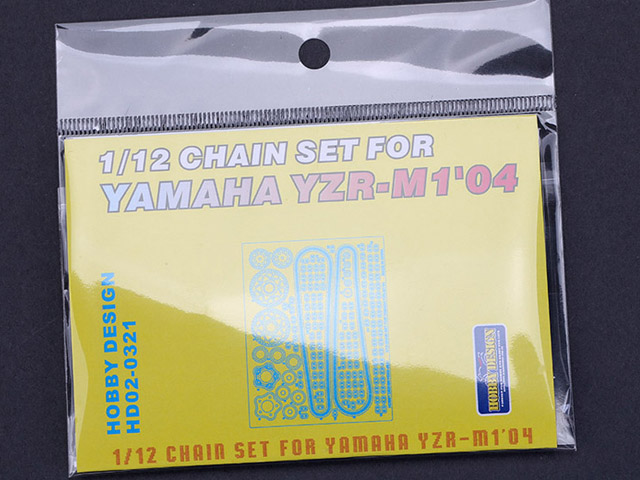 1/12 CHAIN SET FOR
YAMAHA YZR-M1'04
HOBBY DESIGN
HD02-0321
HOBBY DESIGN
1/12 CHAIN SET FOR YAMAHA YZR-M1'04